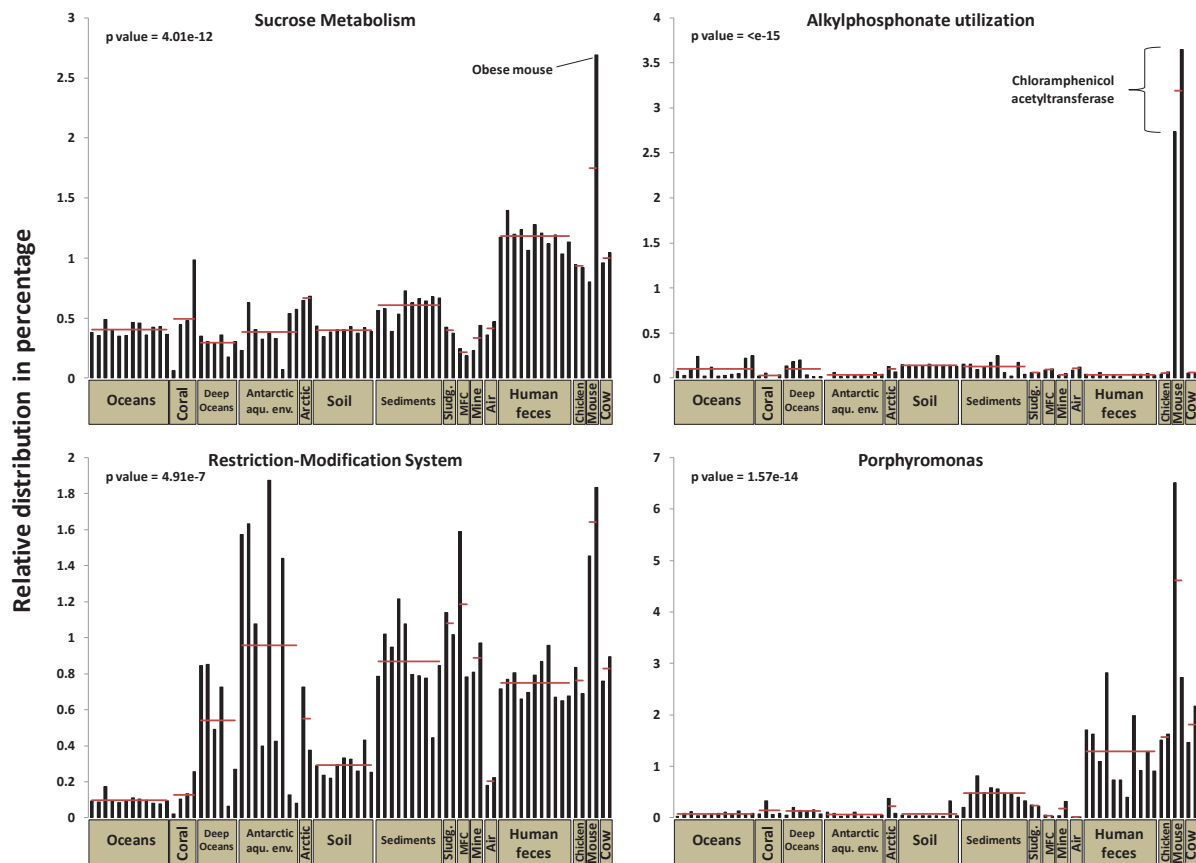 Relative distribution in percentage
Sucrose Metabolism
p value = 4.01e-12
Obese mouse
3
2.5
2
1.5
1
0.5
0
Oceans
Coral
Deep
Oceans
Antarctic
aqu. env.
Arctic
Soil
Sediments
Sludg.
MFC
Mine
Air
Human
feces
Chicken
Mouse
Cow
Alkylphosphonate utilization
p value = <e-15
Chloramphenicol
acetyltransferase
4
3.5
3
2.5
2
1.5
1
0.5
0
Oceans
Coral
Deep
Oceans
Antarctic
aqu. env.
Arctic
Soil
Sediments
Sludg.
MFC
Mine
Air
Human
feces
Chicken
Mouse
Cow
Restriction-Modification System
p value = 4.91e-7
2
1.8
1.6
1.4
1.2
1
0.8
0.6
0.4
0.2
0
Oceans
Coral
Deep
Oceans
Antarctic
aqu. env.
Arctic
Soil
Sediments
Sludg.
MFC
Mine
Air
Human
feces
Chicken
Mouse
Cow
Porphyromonas
p value = 1.57e-14
7
6
5
4
3
2
1
0
Oceans
Coral
Deep
Oceans
Antarctic
aqu. env.
Arctic
Soil
Sediments
Sludg.
MFC
Mine
Air
Human
feces
Chicken
Mouse
Cow